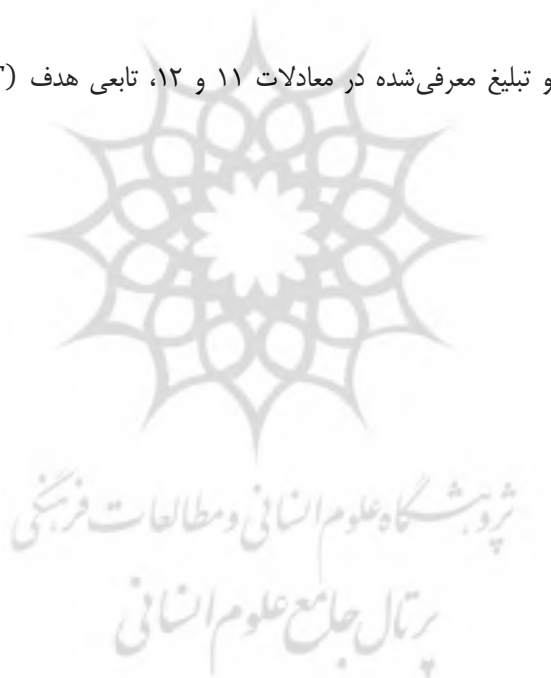 و تبلیغ معرفی‌شده در معادلات ۱۱ و ۱۲، تابعی هدف (
پژوهشگاه علوم انسانی و مطالعات فرهنگی
پرتال جامع علوم انسانی